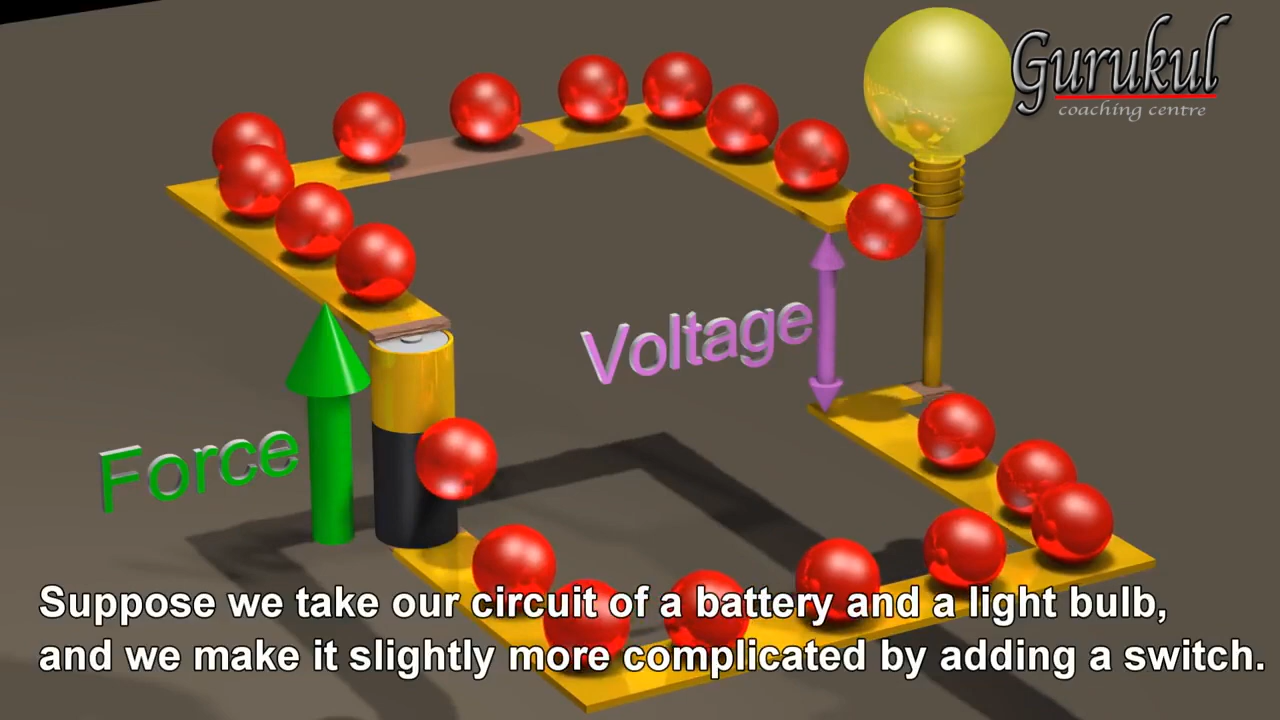 Gurukul
coaching centre
Voltage
Force
Suppose we take our circuit of a battery and a light bulb,
and we make it slightly more complicated by adding a switch.